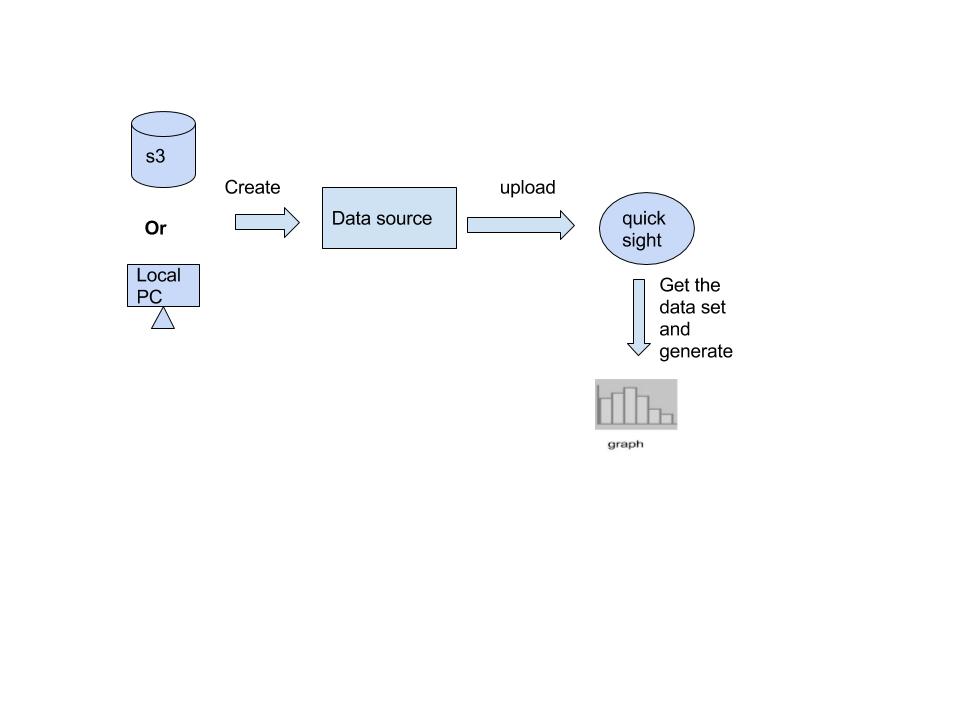 s3
Or
Local
PC
Create
Data source
upload
quick
sight
Get the
data set
and
generate
graph